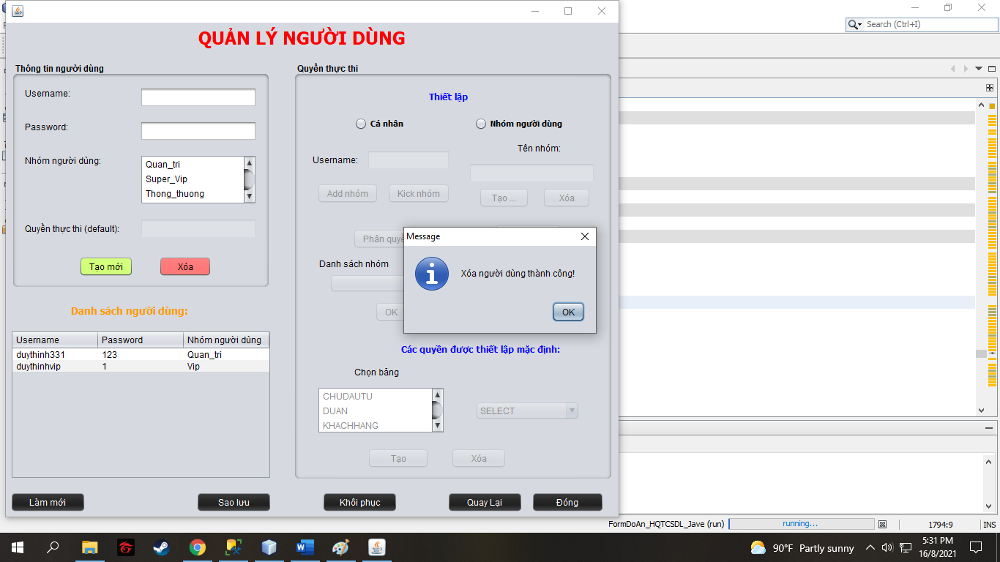 Search (Ctrl+I)
QUẢN LÝ NGƯỜI DÙNG
Thông tin người dùng
Username:
Password:
Nhóm người dùng:
Quan_tri
Super_Vip
Thong_thuong
Quyền thực thi (default):
Tạo mới
Xóa
Danh sách người dùng:
Username Password Nhóm người dùng
duythinh331 123 Quan_tri
duythinhvip 1 Vip
Quyền thực thi
Thiết lập
Cá nhân
Nhóm người dùng
Tên nhóm:
Username:
Add nhóm
Kick nhóm
Tạo ...
Xóa
Phân quyề
Danh sách nhóm
OK
Message
Xóa người dùng thành công!
OK
Các quyền được thiết lập mặc định:
Chọn bảng
CHUDAUTU
DUAN
KHACHHANG
SELECT
Tạo
Xóa
Làm mới
Sao lưu
Khôi phục
Quay Lại
Đóng
FormDoAn_HQTCSDL_Jave (run)
running...
1794:9
INS
90°F Partly sunny
5:31 PM
16/8/2021